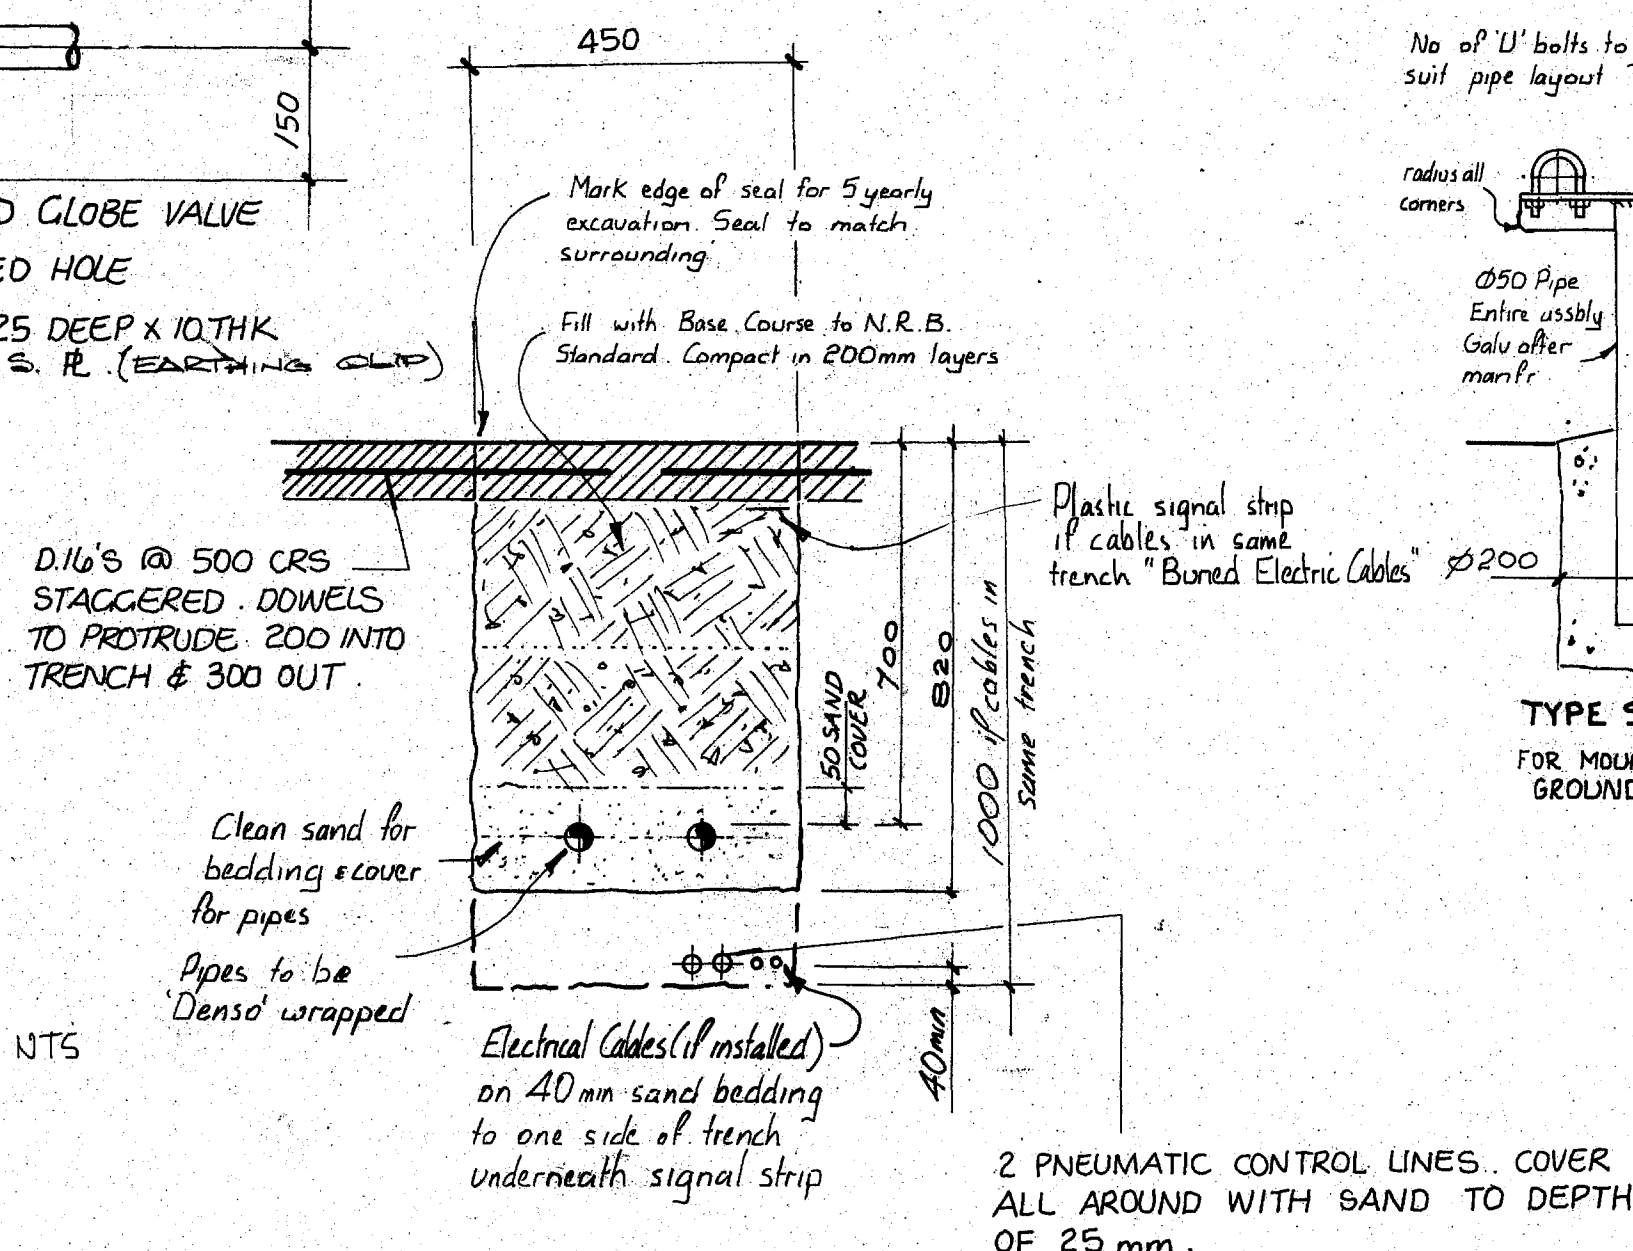 450
150
D GLOBE VALVE
ED HOLE
25 DEEP X 10 THK
S. PL. (EARTHING CLIP)
Mark edge of seal for 5 yearly
excavation. Seal to match
surrounding
Fill with Base Course to N.R.B.
Standard. Compact in 200mm layers
No of 'U' bolts to
suit pipe layout
radius all
corners
Ø50 Pipe
Entire assbly
Galv after
manfr
D.16'S @ 500 CRS
STAGGERED. DOWELS
TO PROTRUDE 200 INTO
TRENCH & 300 OUT.
Plastic signal strip
if cables in same
trench "Buried Electric Cables"
Ø200
50 SAND
COVER
700
820
1000 if cables in
same trench
TYPE S
FOR MOU
GROUND
Clean sand for
bedding & cover
for pipes
Pipes to be
'Denso' wrapped
NTS
Electrical Cables (if installed)
on 40 min sand bedding
to one side of trench
underneath signal strip
40 min
2 PNEUMATIC CONTROL LINES. COVER
ALL AROUND WITH SAND TO DEPTH
OF 25 mm.